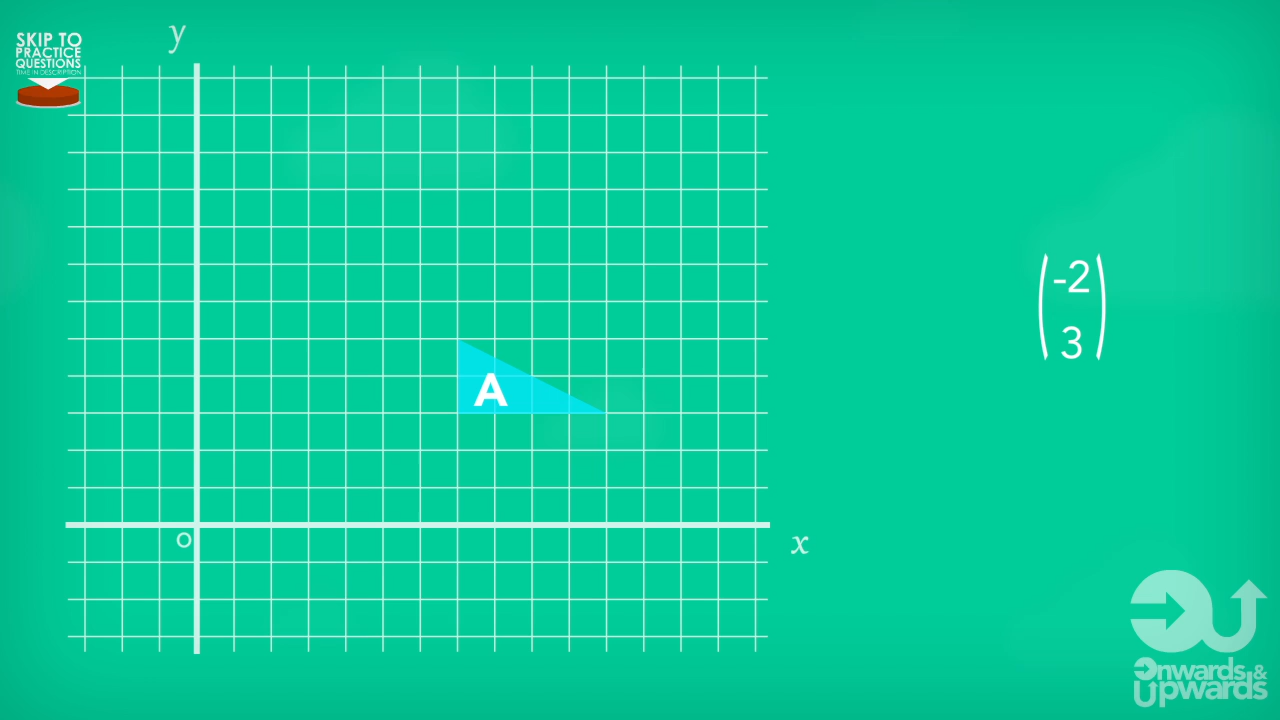 SKIP TO
PRACTICE
QUESTIONS
TIME IN DESCRIPTION
y
A
-2
3
o
x
Onwards &
Upwards